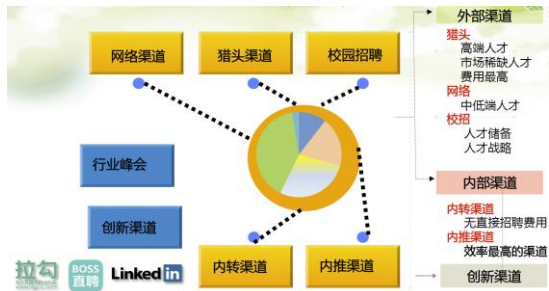 网络渠道
猎头渠道
校园招聘
行业峰会
创新渠道
内转渠道
内推渠道
拉勾
BOSS
直聘
Linked in
外部渠道
猎头
高端人才
市场稀缺人才
费用最高
网络
中低端人才
校招
人才储备
人才战略
内部渠道
内转渠道
无直接招聘费用
内推渠道
效率最高的渠道
创新渠道